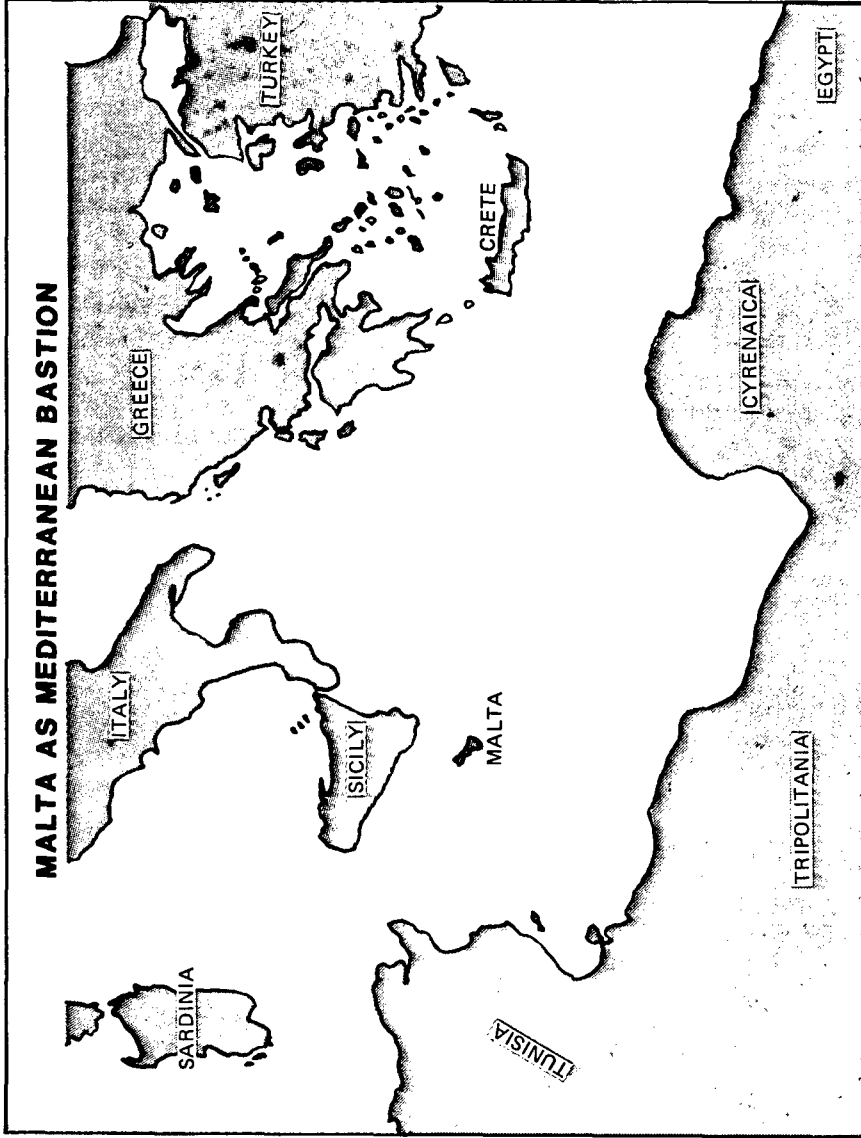 MALTA AS MEDITERRANEAN BASTION
SARDINIA
ITALY
GREECE
TURKEY
SICILY
MALTA
CRETE
TUNISIA
TRIPOLITANIA
CYRENAICA
EGYPT